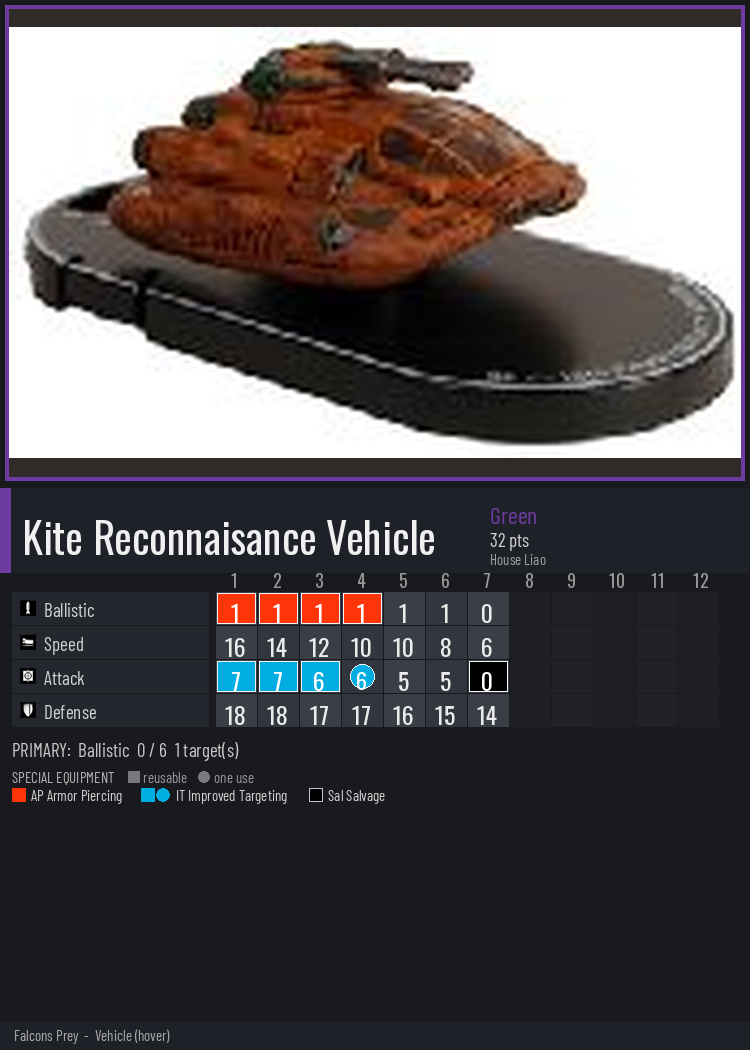 Kite Reconnaisance Vehicle
Green
32 pts
House Liao
1 2 3 4 5 6 7 8 9 10 11 12
Ballistic 1 1 1 1 1 1 0
Speed 16 14 12 10 10 8 6
Attack 7 7 6 6 5 5 0
Defense 18 18 17 17 16 15 14
PRIMARY: Ballistic 0 / 6 1 target(s)
SPECIAL EQUIPMENT reusable one use
AP Armor Piercing IT Improved Targeting Sal Salvage
Falcons Prey - Vehicle (hover)